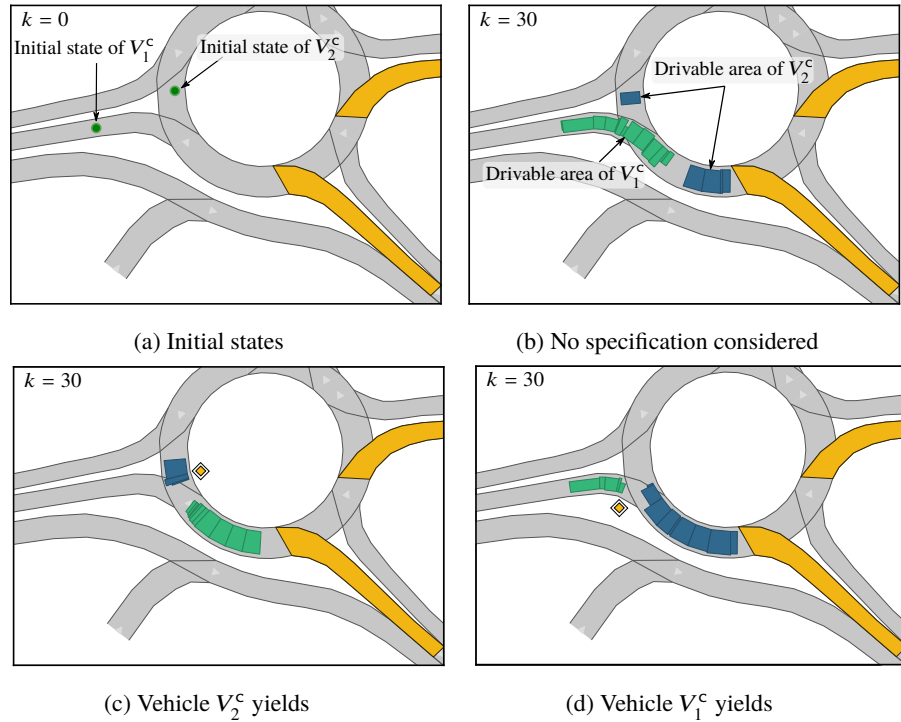 k = 0
Initial state of V₁ᶜ
Initial state of V₂ᶜ
(a) Initial states
k = 30
Drivable area of V₂ᶜ
Drivable area of V₁ᶜ
(b) No specification considered
k = 30
(c) Vehicle V₂ᶜ yields
k = 30
(d) Vehicle V₁ᶜ yields